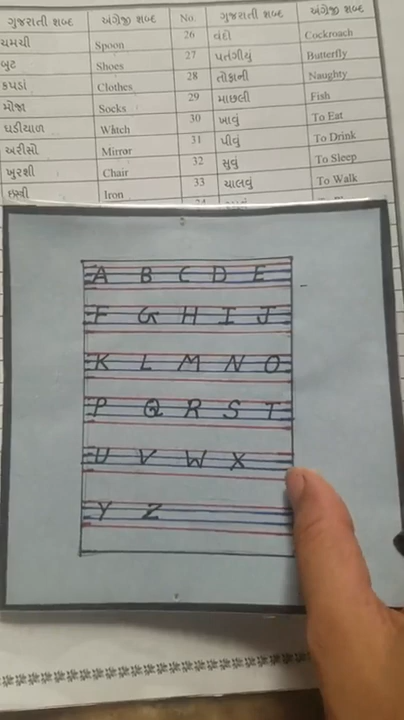 ગુજરાતી શબ્દ અંગ્રેજી શબ્દ No. ગુજરાતી શબ્દ અંગ્રેજી શબ્દ
ચમચી Spoon 26 વંદો Cockroach
બુટ Shoes 27 પતંગીયું Butterfly
કપડાં Clothes 28 તોફાની Naughty
મોજા Socks 29 માછલી Fish
ઘડીયાળ Watch 30 ખાવું To Eat
અરીસો Mirror 31 પીવું To Drink
ખુરશી Chair 32 સુવું To Sleep
ઇસ્ત્રી Iron 33 ચાલવું To Walk
A B C D E
F G H I J
K L M N O
P Q R S T
U V W X
Y Z